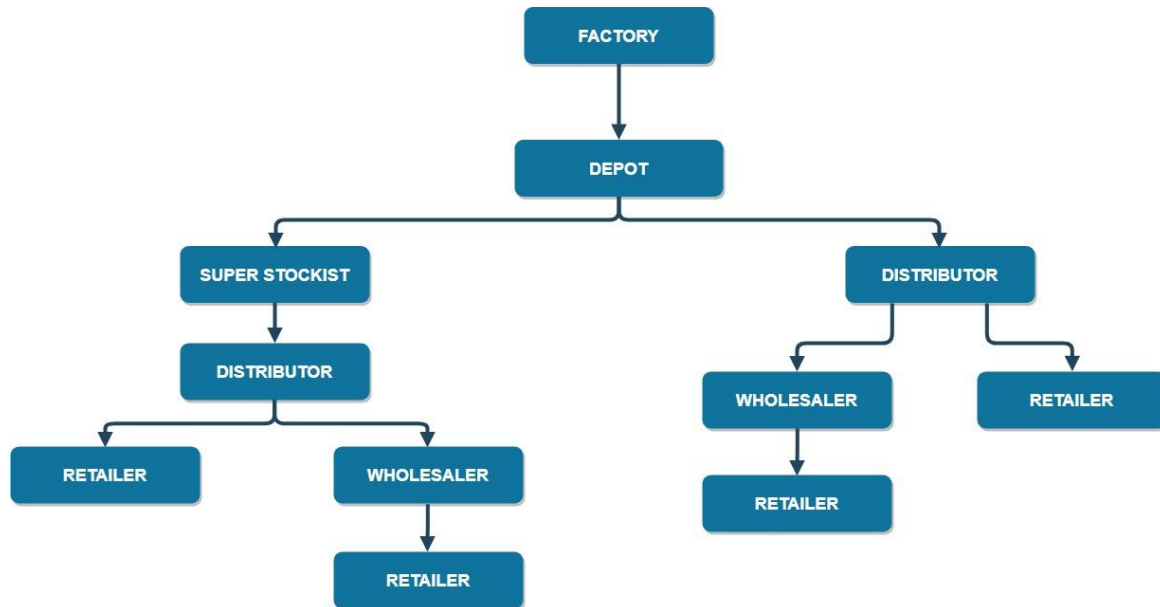 FACTORY
DEPOT
SUPER STOCKIST
DISTRIBUTOR
DISTRIBUTOR
WHOLESALER
RETAILER
RETAILER
WHOLESALER
RETAILER
RETAILER